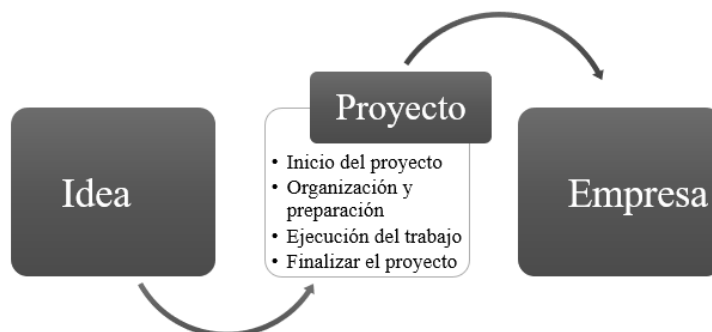 Idea
Proyecto
• Inicio del proyecto
• Organización y
preparación
• Ejecución del trabajo
• Finalizar el proyecto
Empresa